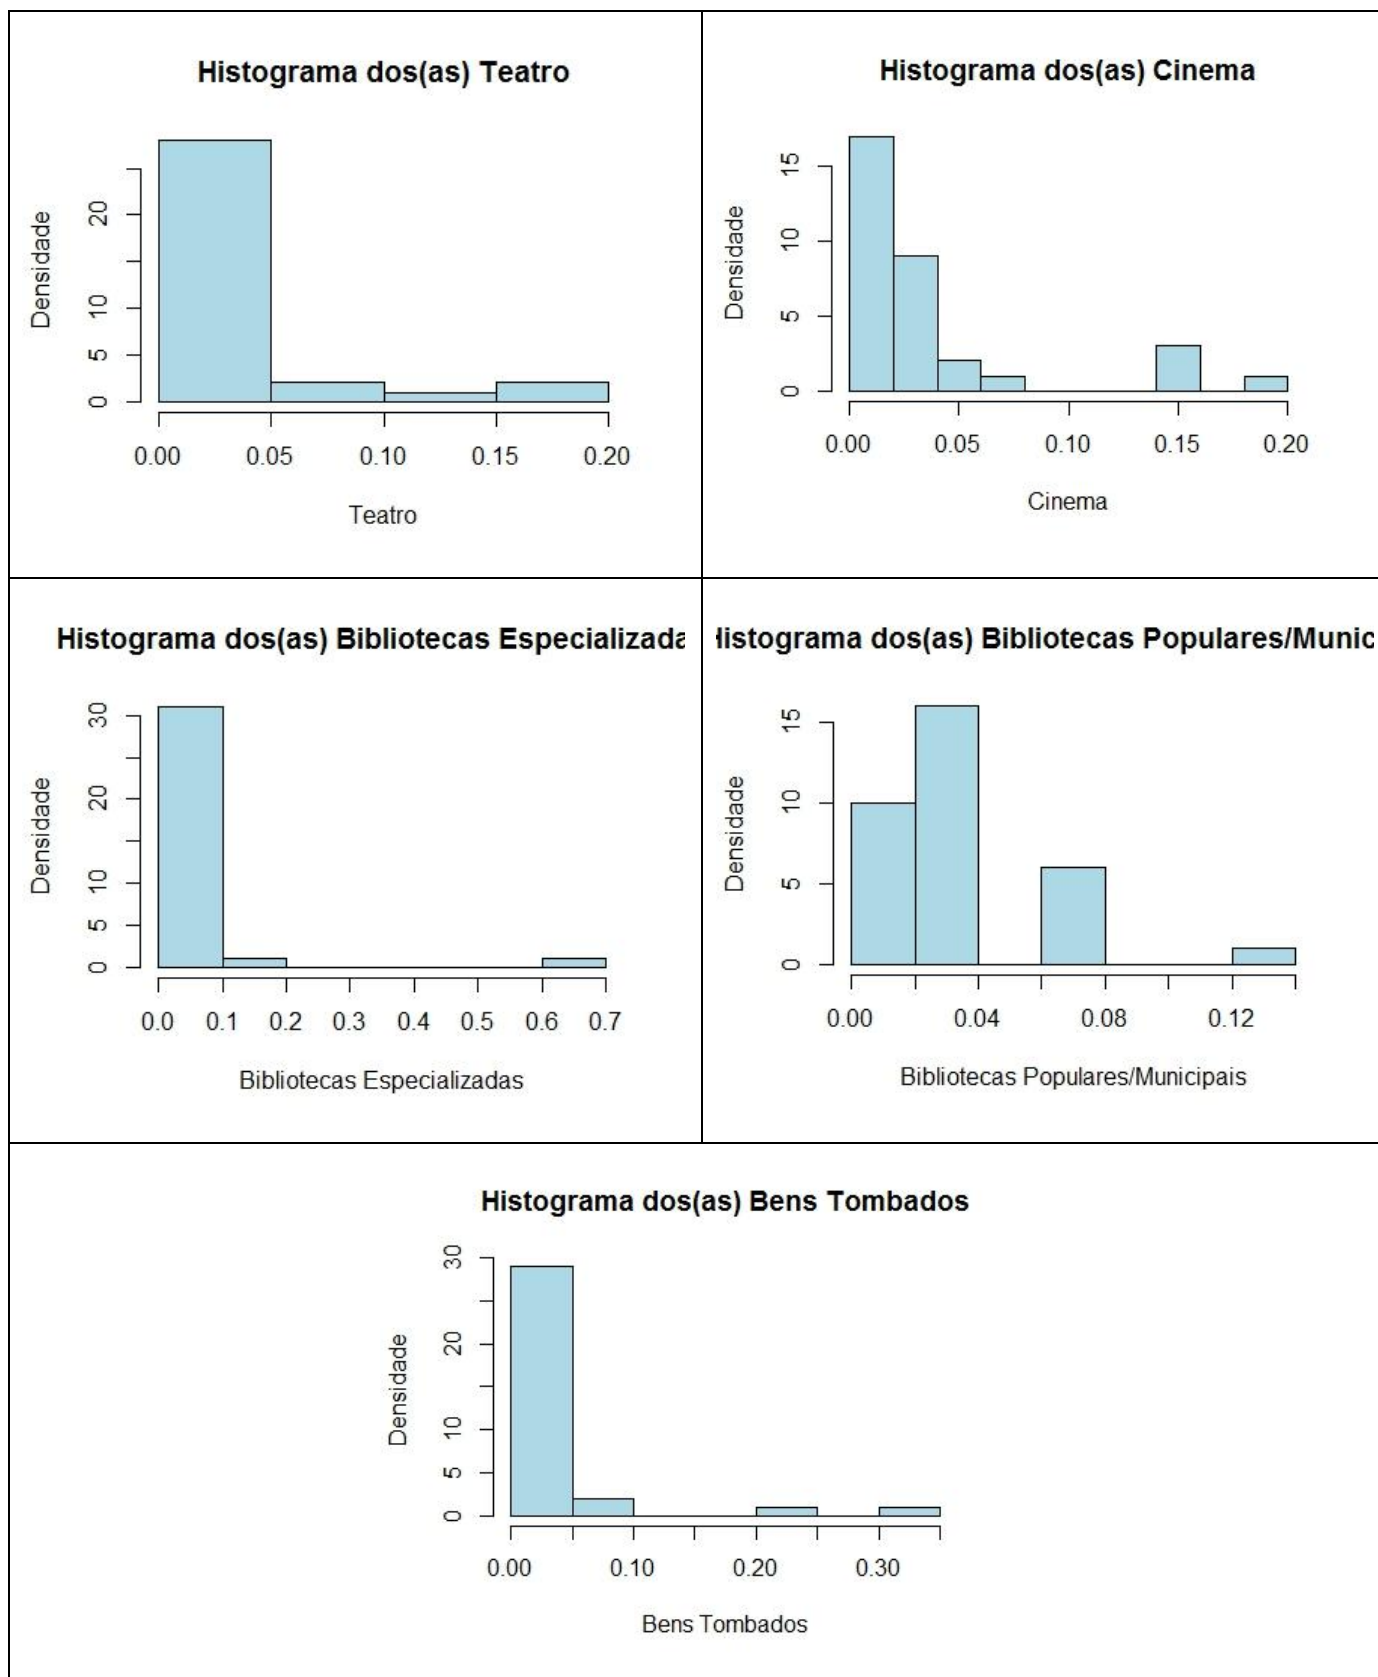 Histograma dos(as) Teatro
Densidade
0 5 10 20
0.00 0.05 0.10 0.15 0.20
Teatro
Histograma dos(as) Cinema
Densidade
0 5 10 15
0.00 0.05 0.10 0.15 0.20
Cinema
Histograma dos(as) Bibliotecas Especializada
Densidade
0 5 10 20 30
0.0 0.1 0.2 0.3 0.4 0.5 0.6 0.7
Bibliotecas Especializadas
Histograma dos(as) Bibliotecas Populares/Munic
Densidade
0 5 10 15
0.00 0.04 0.08 0.12
Bibliotecas Populares/Municipais
Histograma dos(as) Bens Tombados
Densidade
0 5 10 20 30
0.00 0.10 0.20 0.30
Bens Tombados